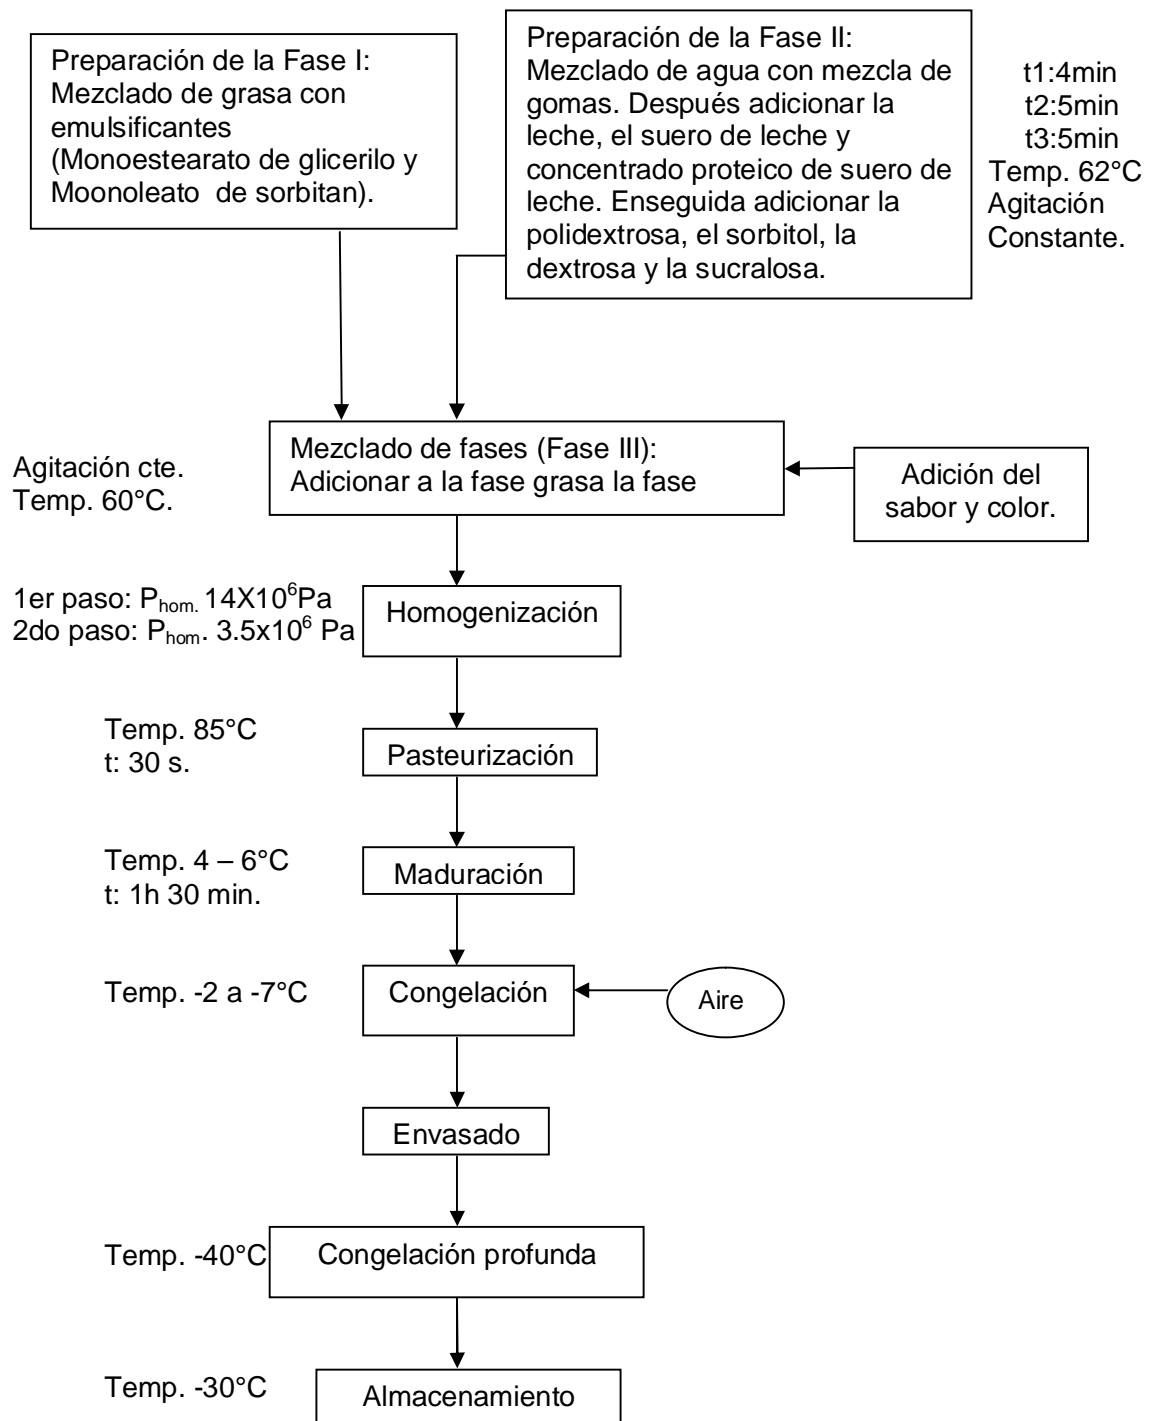 Preparación de la Fase I:
Mezclado de grasa con
emulsificantes
(Monoestearato de glicerilo y
Moonoleato de sorbitan).
Preparación de la Fase II:
Mezclado de agua con mezcla de
gomas. Después adicionar la
leche, el suero de leche y
concentrado proteico de suero de
leche. Enseguida adicionar la
polidextrosa, el sorbitol, la
dextrosa y la sucralosa.
t1:4min
t2:5min
t3:5min
Temp. 62°C
Agitación
Constante.
Agitación cte.
Temp. 60°C.
Mezclado de fases (Fase III):
Adicionar a la fase grasa la fase
Adición del
sabor y color.
1er paso: Phom. 14X10⁶Pa
2do paso: Phom. 3.5x10⁶ Pa
Homogenización
Temp. 85°C
t: 30 s.
Pasteurización
Temp. 4 – 6°C
t: 1h 30 min.
Maduración
Temp. -2 a -7°C
Congelación
Aire
Envasado
Temp. -40°C
Congelación profunda
Temp. -30°C
Almacenamiento